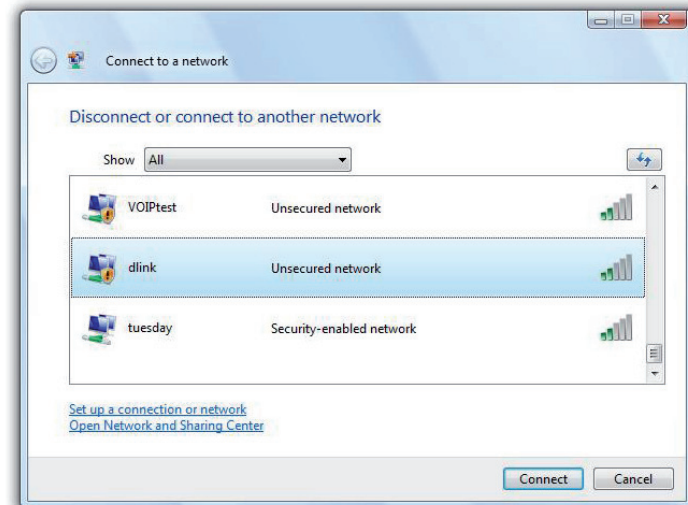 Connect to a network
Disconnect or connect to another network
Show All
VOIPtest Unsecured network
dlink Unsecured network
tuesday Security-enabled network
Set up a connection or network
Open Network and Sharing Center
Connect Cancel